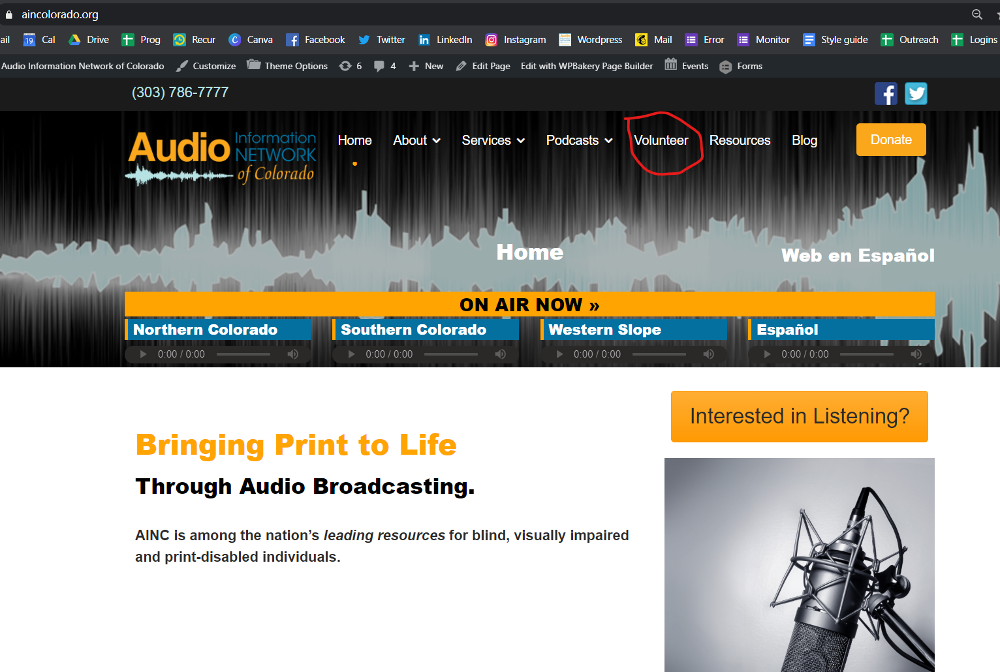 aincolorado.org
ail Cal Drive Prog Recur Canva Facebook Twitter LinkedIn Instagram Wordpress Mail Error Monitor Style guide Outreach Logins
Audio Information Network of Colorado Customize Theme Options 6 4 New Edit Page Edit with WPBakery Page Builder Events Forms
(303) 786-7777
Audio Information NETWORK of Colorado
Home About Services Podcasts Volunteer Resources Blog Donate
Home
Web en Español
ON AIR NOW »
Northern Colorado Southern Colorado Western Slope Español
0:00 / 0:00 0:00 / 0:00 0:00 / 0:00 0:00 / 0:00
Interested in Listening?
Bringing Print to Life
Through Audio Broadcasting.
AINC is among the nation’s leading resources for blind, visually impaired
and print-disabled individuals.